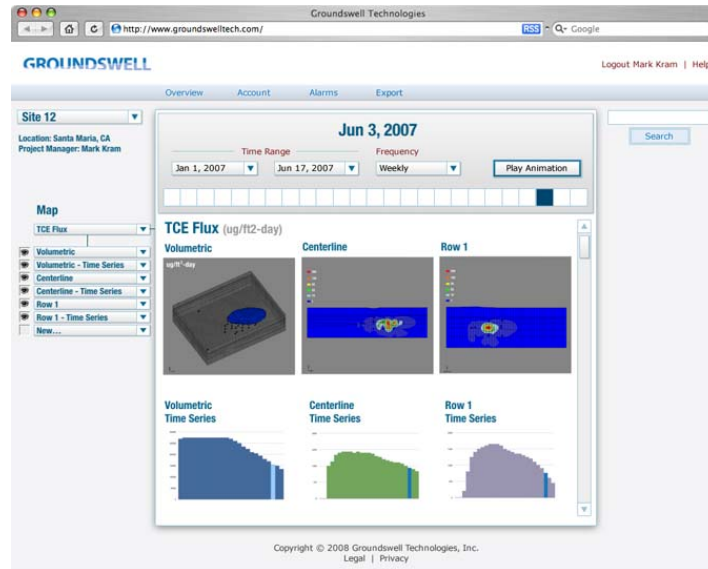 Groundswell Technologies
http://www.groundswelltech.com/
RSS
Q- Google
GROUNDSWELL
Logout Mark Kram | Help
Overview Account Alarms Export
Site 12
Location: Santa Maria, CA
Project Manager: Mark Kram
Jun 3, 2007
Time Range Frequency
Jan 1, 2007 Jun 17, 2007 Weekly Play Animation
Search
Map
TCE Flux
Volumetric
Volumetric - Time Series
Centerline
Centerline - Time Series
Row 1
Row 1 - Time Series
New...
TCE Flux (ug/ft2-day)
Volumetric Centerline Row 1
ug/ft²-day
Volumetric
Time Series
Centerline
Time Series
Row 1
Time Series
Copyright © 2008 Groundswell Technologies, Inc.
Legal | Privacy